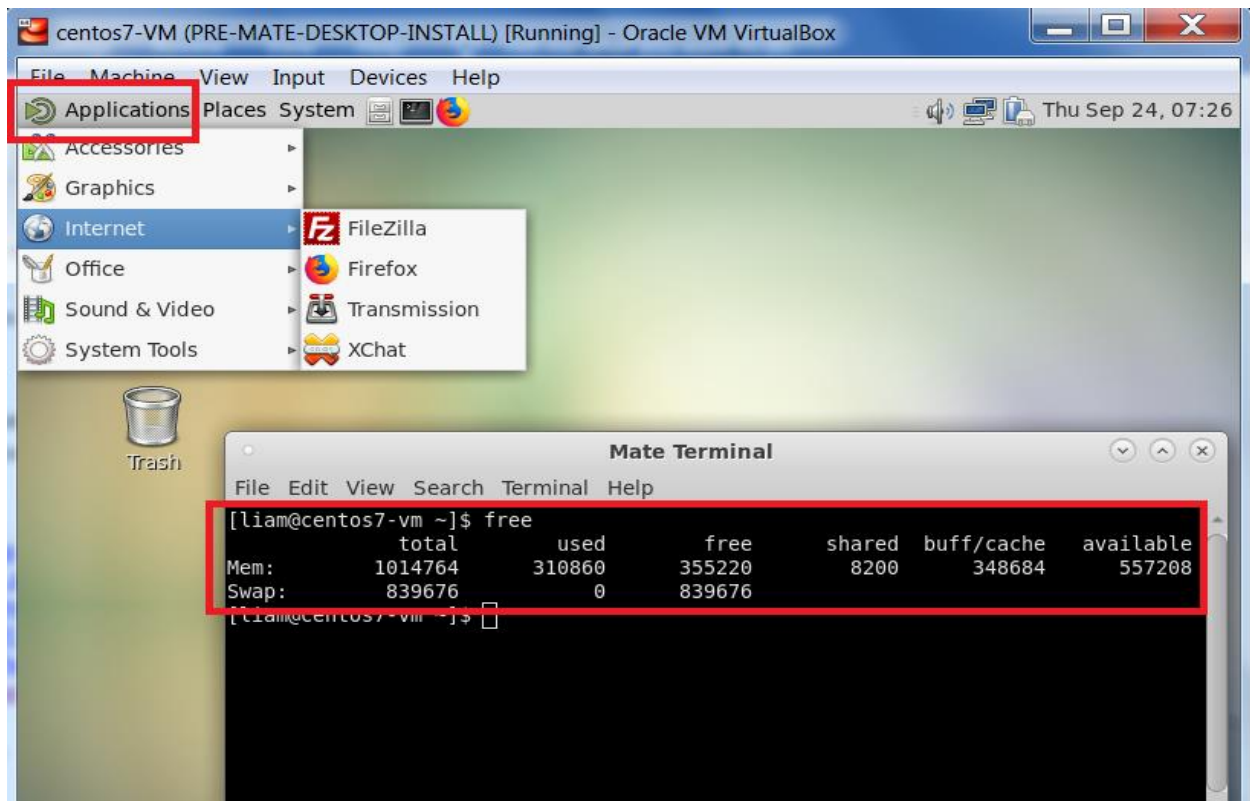 centos7-VM (PRE-MATE-DESKTOP-INSTALL) [Running] - Oracle VM VirtualBox
File Machine View Input Devices Help
Applications Places System Thu Sep 24, 07:26
Accessories
Graphics
Internet
Office
Sound & Video
System Tools
FileZilla
Firefox
Transmission
XChat
Trash
Mate Terminal
File Edit View Search Terminal Help
[liam@centos7-vm ~]$ free
total used free shared buff/cache available
Mem: 1014764 310860 355220 8200 348684 557208
Swap: 839676 0 839676
[liam@centos7-vm ~]$